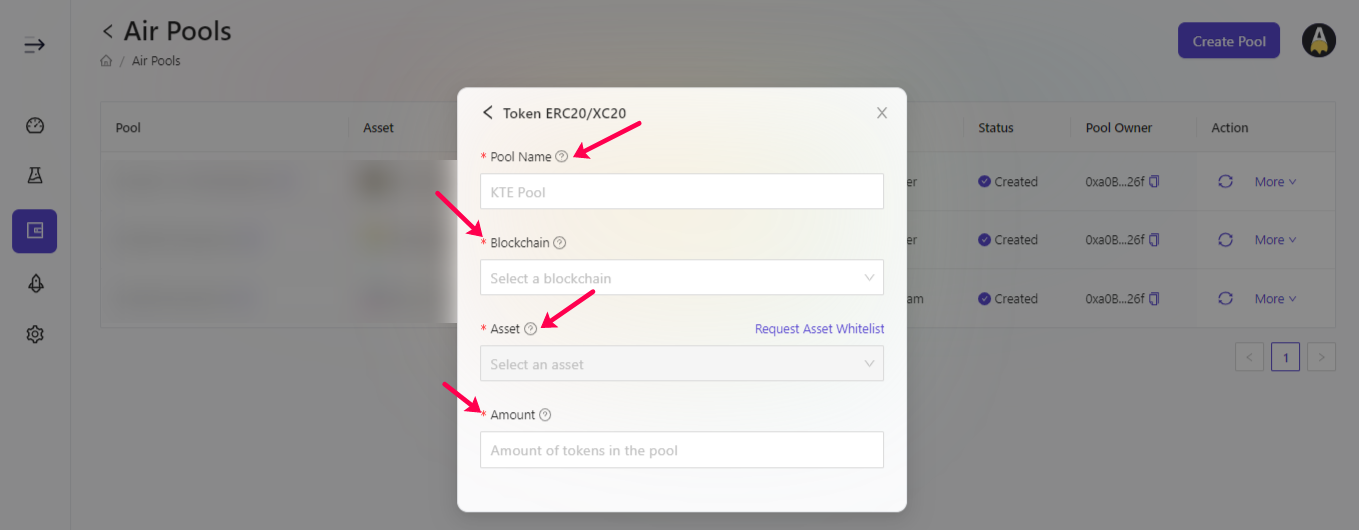 Air Pools
/ Air Pools
Create Pool
Pool Asset Status Pool Owner Action
er Created 0xa0B...26f More
er Created 0xa0B...26f More
am Created 0xa0B...26f More
1
Token ERC20/XC20
* Pool Name
KTE Pool
* Blockchain
Select a blockchain
* Asset Request Asset Whitelist
Select an asset
* Amount
Amount of tokens in the pool